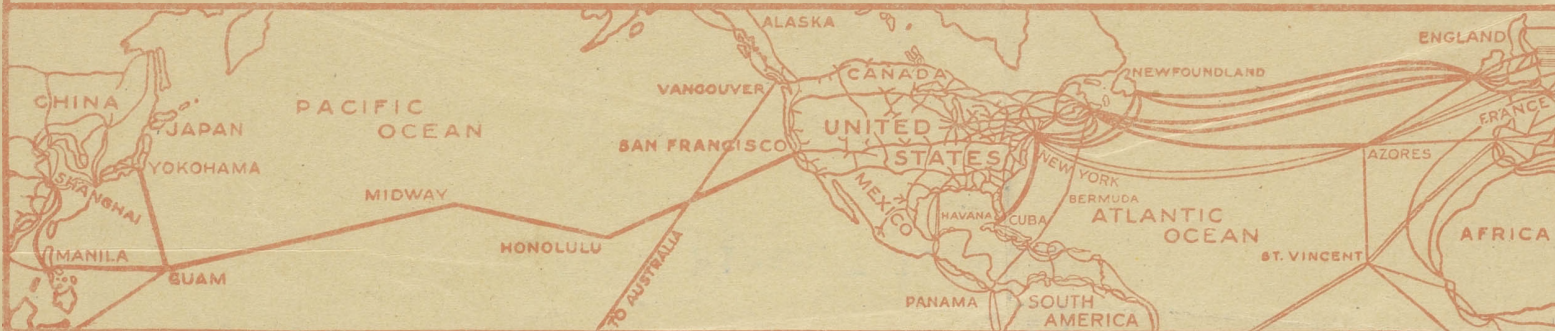 ALASKA
ENGLAND
CANADA
NEWFOUNDLAND
VANCOUVER
CHINA
PACIFIC
OCEAN
FRANCE
JAPAN
UNITED
STATES
SAN FRANCISCO
AZORES
YOKOHAMA
NEW YORK
SHANGHAI
MIDWAY
MEXICO
BERMUDA
HAVANA
CUBA
ATLANTIC
OCEAN
AFRICA
HONOLULU
MANILA
ST. VINCENT
GUAM
TO AUSTRALIA
PANAMA
SOUTH
AMERICA